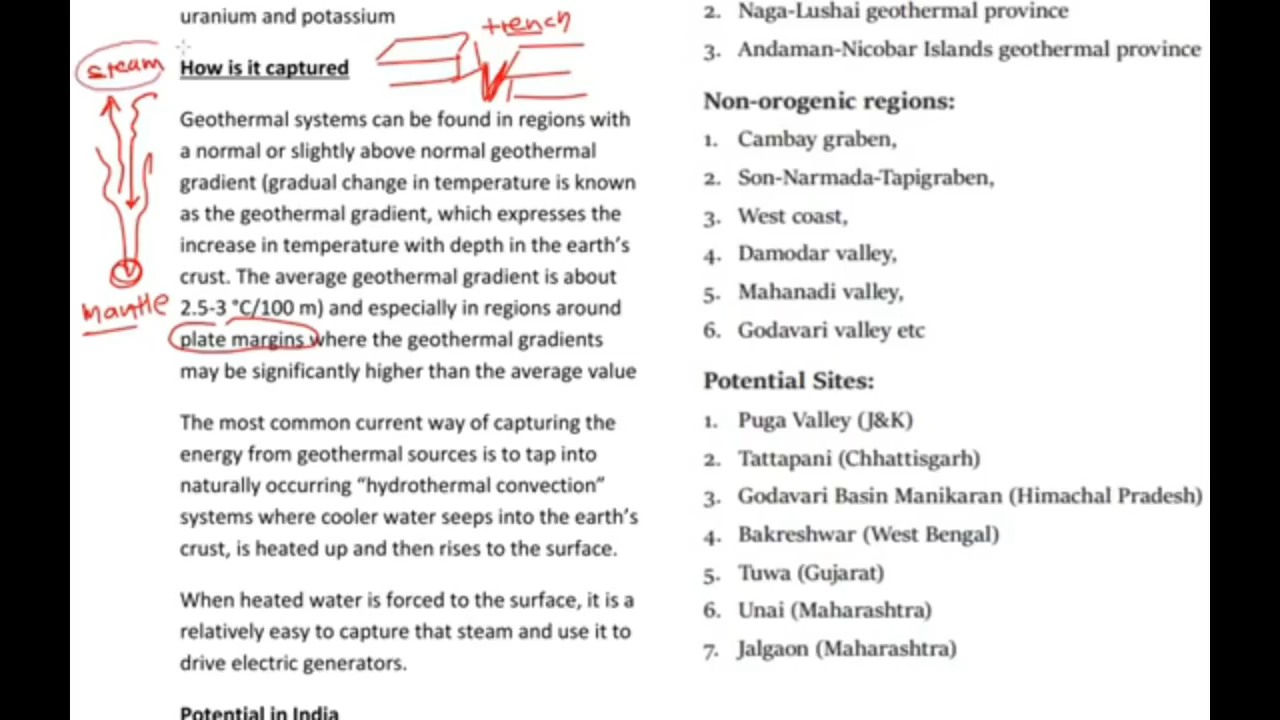 uranium and potassium
trench
steam
How is it captured
Geothermal systems can be found in regions with
a normal or slightly above normal geothermal
gradient (gradual change in temperature is known
as the geothermal gradient, which expresses the
increase in temperature with depth in the earth's
crust. The average geothermal gradient is about
2.5-3 °C/100 m) and especially in regions around
mantle
plate margins where the geothermal gradients
may be significantly higher than the average value
The most common current way of capturing the
energy from geothermal sources is to tap into
naturally occurring "hydrothermal convection"
systems where cooler water seeps into the earth's
crust, is heated up and then rises to the surface.
When heated water is forced to the surface, it is a
relatively easy to capture that steam and use it to
drive electric generators.
Potential in India
2. Naga-Lushai geothermal province
3. Andaman-Nicobar Islands geothermal province
Non-orogenic regions:
1. Cambay graben,
2. Son-Narmada-Tapigraben,
3. West coast,
4. Damodar valley,
5. Mahanadi valley,
6. Godavari valley etc
Potential Sites:
1. Puga Valley (J&K)
2. Tattapani (Chhattisgarh)
3. Godavari Basin Manikaran (Himachal Pradesh)
4. Bakreshwar (West Bengal)
5. Tuwa (Gujarat)
6. Unai (Maharashtra)
7. Jalgaon (Maharashtra)